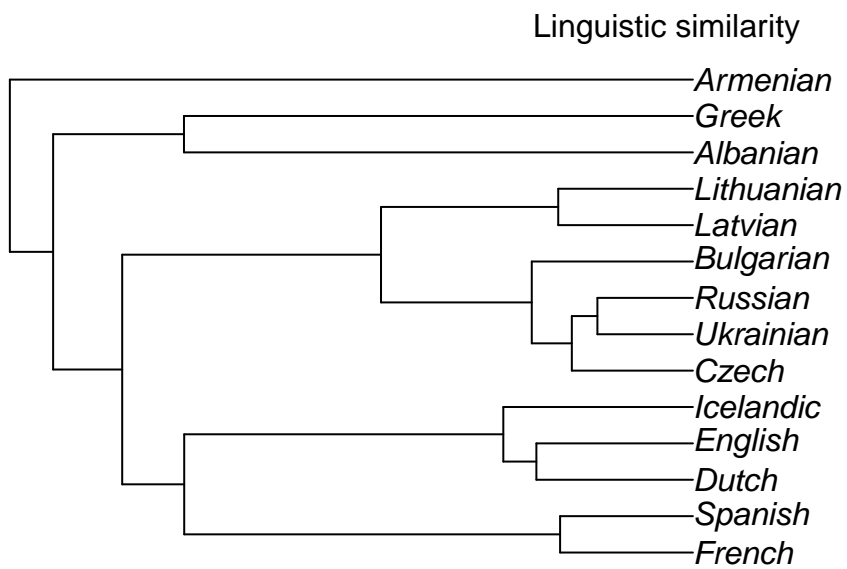 Linguistic similarity
Armenian
Greek
Albanian
Lithuanian
Latvian
Bulgarian
Russian
Ukrainian
Czech
Icelandic
English
Dutch
Spanish
French